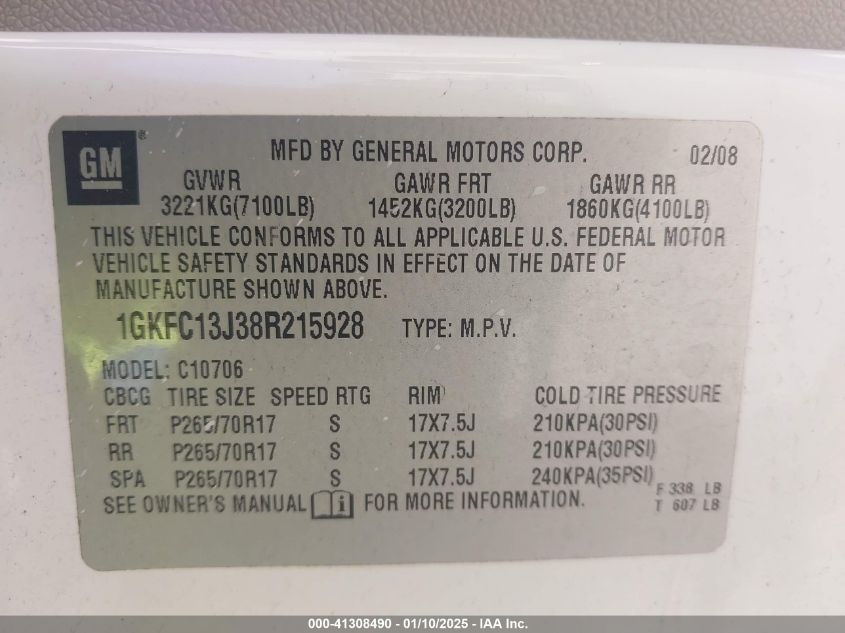 GM®
MFD BY GENERAL MOTORS CORP. 02/08
GVWR GAWR FRT GAWR RR
3221KG(7100LB) 1452KG(3200LB) 1860KG(4100LB)
THIS VEHICLE CONFORMS TO ALL APPLICABLE U.S. FEDERAL MOTOR
VEHICLE SAFETY STANDARDS IN EFFECT ON THE DATE OF
MANUFACTURE SHOWN ABOVE.
1GKFC13J38R215928 TYPE: M.P.V.
MODEL: C10706
CBCG TIRE SIZE SPEED RTG RIM COLD TIRE PRESSURE
FRT P265/70R17 S 17X7.5J 210KPA(30PSI)
RR P265/70R17 S 17X7.5J 210KPA(30PSI)
SPA P265/70R17 S 17X7.5J 240KPA(35PSI)
F 338 LB
SEE OWNER'S MANUAL i FOR MORE INFORMATION.
T 607 LB
000-41308490 - 01/10/2025 - IAA Inc.